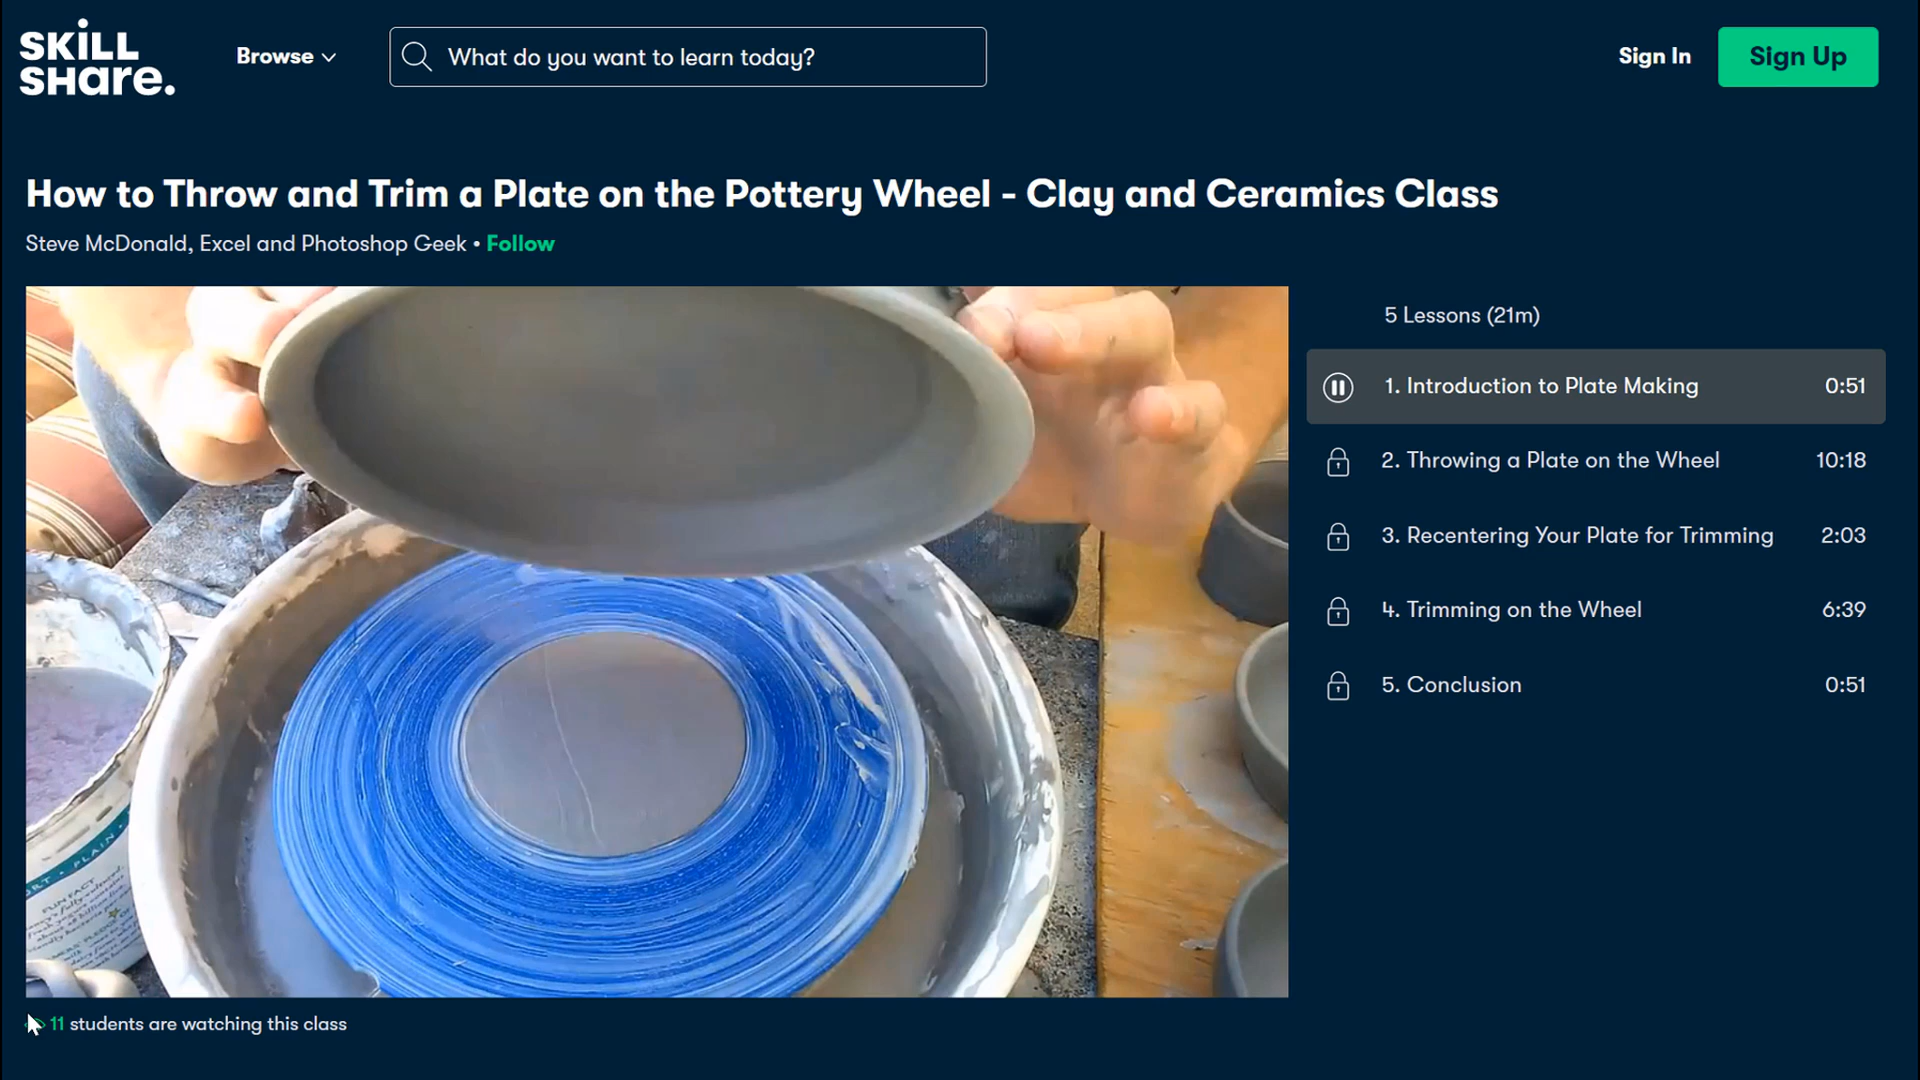 SKiLL
SHare.
Browse
What do you want to learn today?
Sign In
Sign Up
How to Throw and Trim a Plate on the Pottery Wheel - Clay and Ceramics Class
Steve McDonald, Excel and Photoshop Geek • Follow
5 Lessons (21m)
1. Introduction to Plate Making 0:51
2. Throwing a Plate on the Wheel 10:18
3. Recentering Your Plate for Trimming 2:03
4. Trimming on the Wheel 6:39
5. Conclusion 0:51
PLAIN
FUN FACT
11 students are watching this class